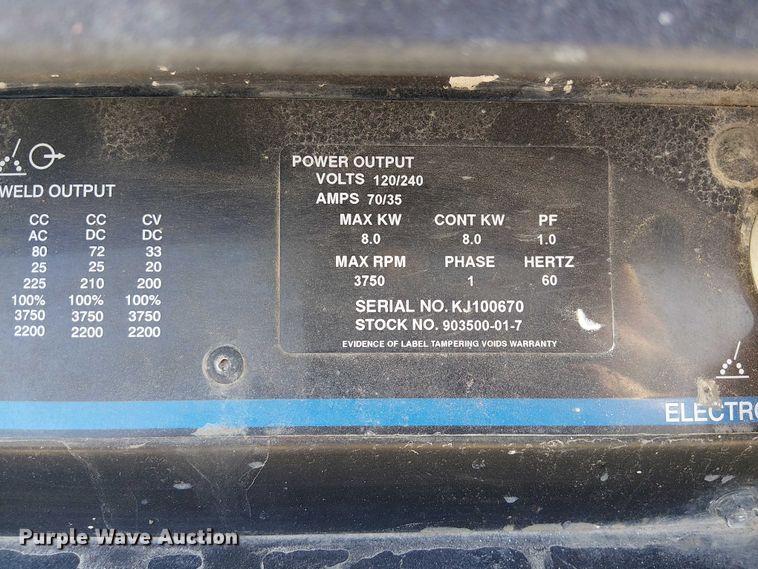 WELD OUTPUT
CC CC CV
AC DC DC
80 72 33
25 25 20
225 210 200
100% 100% 100%
3750 3750 3750
2200 2200 2200
POWER OUTPUT
VOLTS 120/240
AMPS 70/35
MAX KW CONT KW PF
8.0 8.0 1.0
MAX RPM PHASE HERTZ
3750 1 60
SERIAL NO. KJ100670
STOCK NO. 903500-01-7
EVIDENCE OF LABEL TAMPERING VOIDS WARRANTY
ELECTRO
Purple Wave Auction